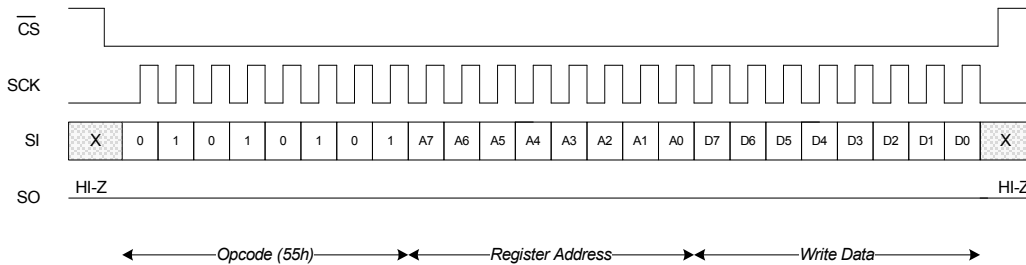 CS
SCK
SI X 0 1 0 1 0 1 0 1 A7 A6 A5 A4 A3 A2 A1 A0 D7 D6 D5 D4 D3 D2 D1 D0 X
HI-Z HI-Z
SO
Opcode (55h) Register Address Write Data